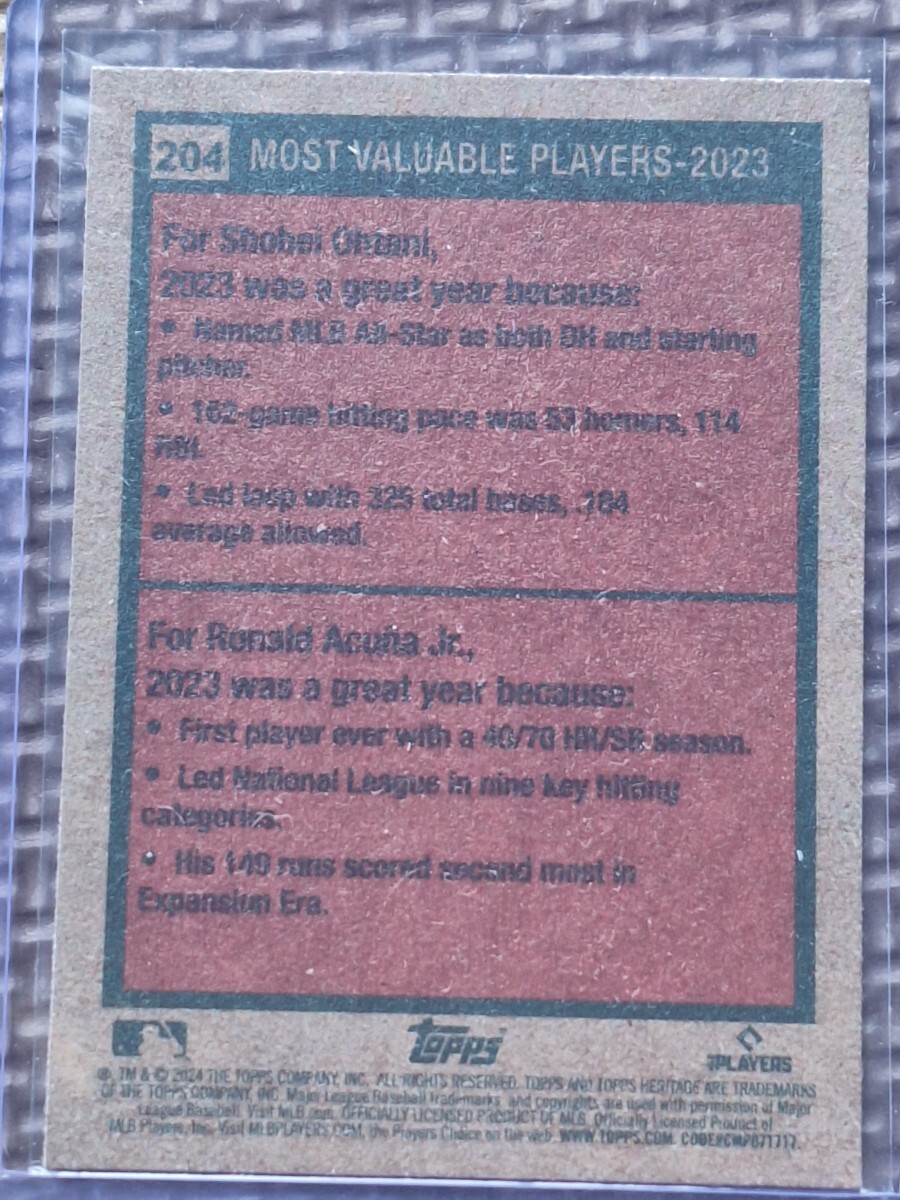 204 MOST VALUABLE PLAYERS-2023
For Shohei Ohtani,
2023 was a great year because:
• Named MLB All-Star as both DH and starting
pitcher.
• 162-game hitting pace was 53 homers, 114
RBI.
• Led loop with 325 total bases, .184
average allowed.
For Ronald Acuña Jr.,
2023 was a great year because:
• First player ever with a 40/70 HR/SB season.
• Led National League in nine key hitting
categories.
• His 149 runs scored second most in
Expansion Era.
Topps
PLAYERS
® TM & © 2024 THE TOPPS COMPANY, INC. ALL RIGHTS RESERVED. TOPPS AND TOPPS HERITAGE ARE TRADEMARKS
OF THE TOPPS COMPANY, INC. Major League Baseball trademarks and copyrights are used with permission of Major
League Baseball. Visit MLB.com. OFFICIALLY LICENSED PRODUCT OF MLB Officially Licensed Product of
MLB Players, Inc. Visit MLBPLAYERS.COM, the Players Choice on the web. WWW.TOPPS.COM. CODE#CMP071717.